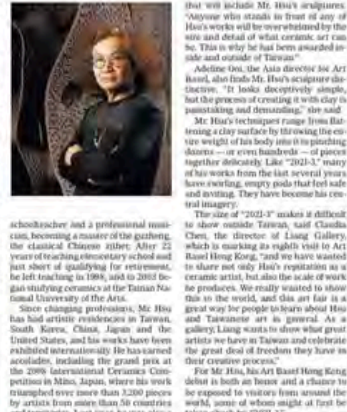 schoolteacher and a professional musi-
cian, becoming a master of the guzheng,
the classical Chinese zither. After 22
years of teaching elementary school and
just short of qualifying for retirement,
he left teaching in 1998, and in 2003 be-
gan studying ceramics at the Tainan Na-
tional University of the Arts.
Since changing professions, Mr. Hsu
has had artistic residencies in Taiwan,
South Korea, China, Japan and the
United States, and his works have been
exhibited internationally. He has earned
accolades, including the grand prix at
the 2008 International Ceramics Com-
petition in Mino, Japan, where his work
triumphed over more than 3,200 pieces
by artists from more than 50 countries
that will include Mr. Hsu's sculptures.
"Anyone who stands in front of any of
Hsu's works will be overwhelmed by the
size and detail of what ceramic art can
be. This is why he has been awarded in-
side and outside of Taiwan."
Adeline Ooi, the Asia director for Art
Basel, also finds Mr. Hsu's sculpture dis-
tinctive. "It looks deceptively simple,
but the process of creating it with clay is
painstaking and demanding," she said.
Mr. Hsu's techniques range from flat-
tening a clay surface by throwing the en-
tire weight of his body into it to pinching
dozens — or even hundreds — of pieces
together delicately. Like "2021-3," many
of his works from the last several years
have swirling, empty pods that feel safe
and inviting. They have become his cen-
tral imagery.
The size of "2021-3" makes it difficult
to show outside Taiwan, said Claudia
Chen, the director of Liang Gallery,
which is marking its eighth visit to Art
Basel Hong Kong, "and we have wanted
to share not only Hsu's reputation as a
ceramic artist, but also the scale of work
he produces. We really wanted to show
this to the world, and this art fair is a
great way for people to learn about Hsu
and Taiwanese art in general. As a
gallery, Liang wants to show what great
artists we have in Taiwan and celebrate
the great deal of freedom they have in
their creative process."
For Mr. Hsu, his Art Basel Hong Kong
debut is both an honor and a chance to
be exposed to visitors from around the
world, some of whom might at first be